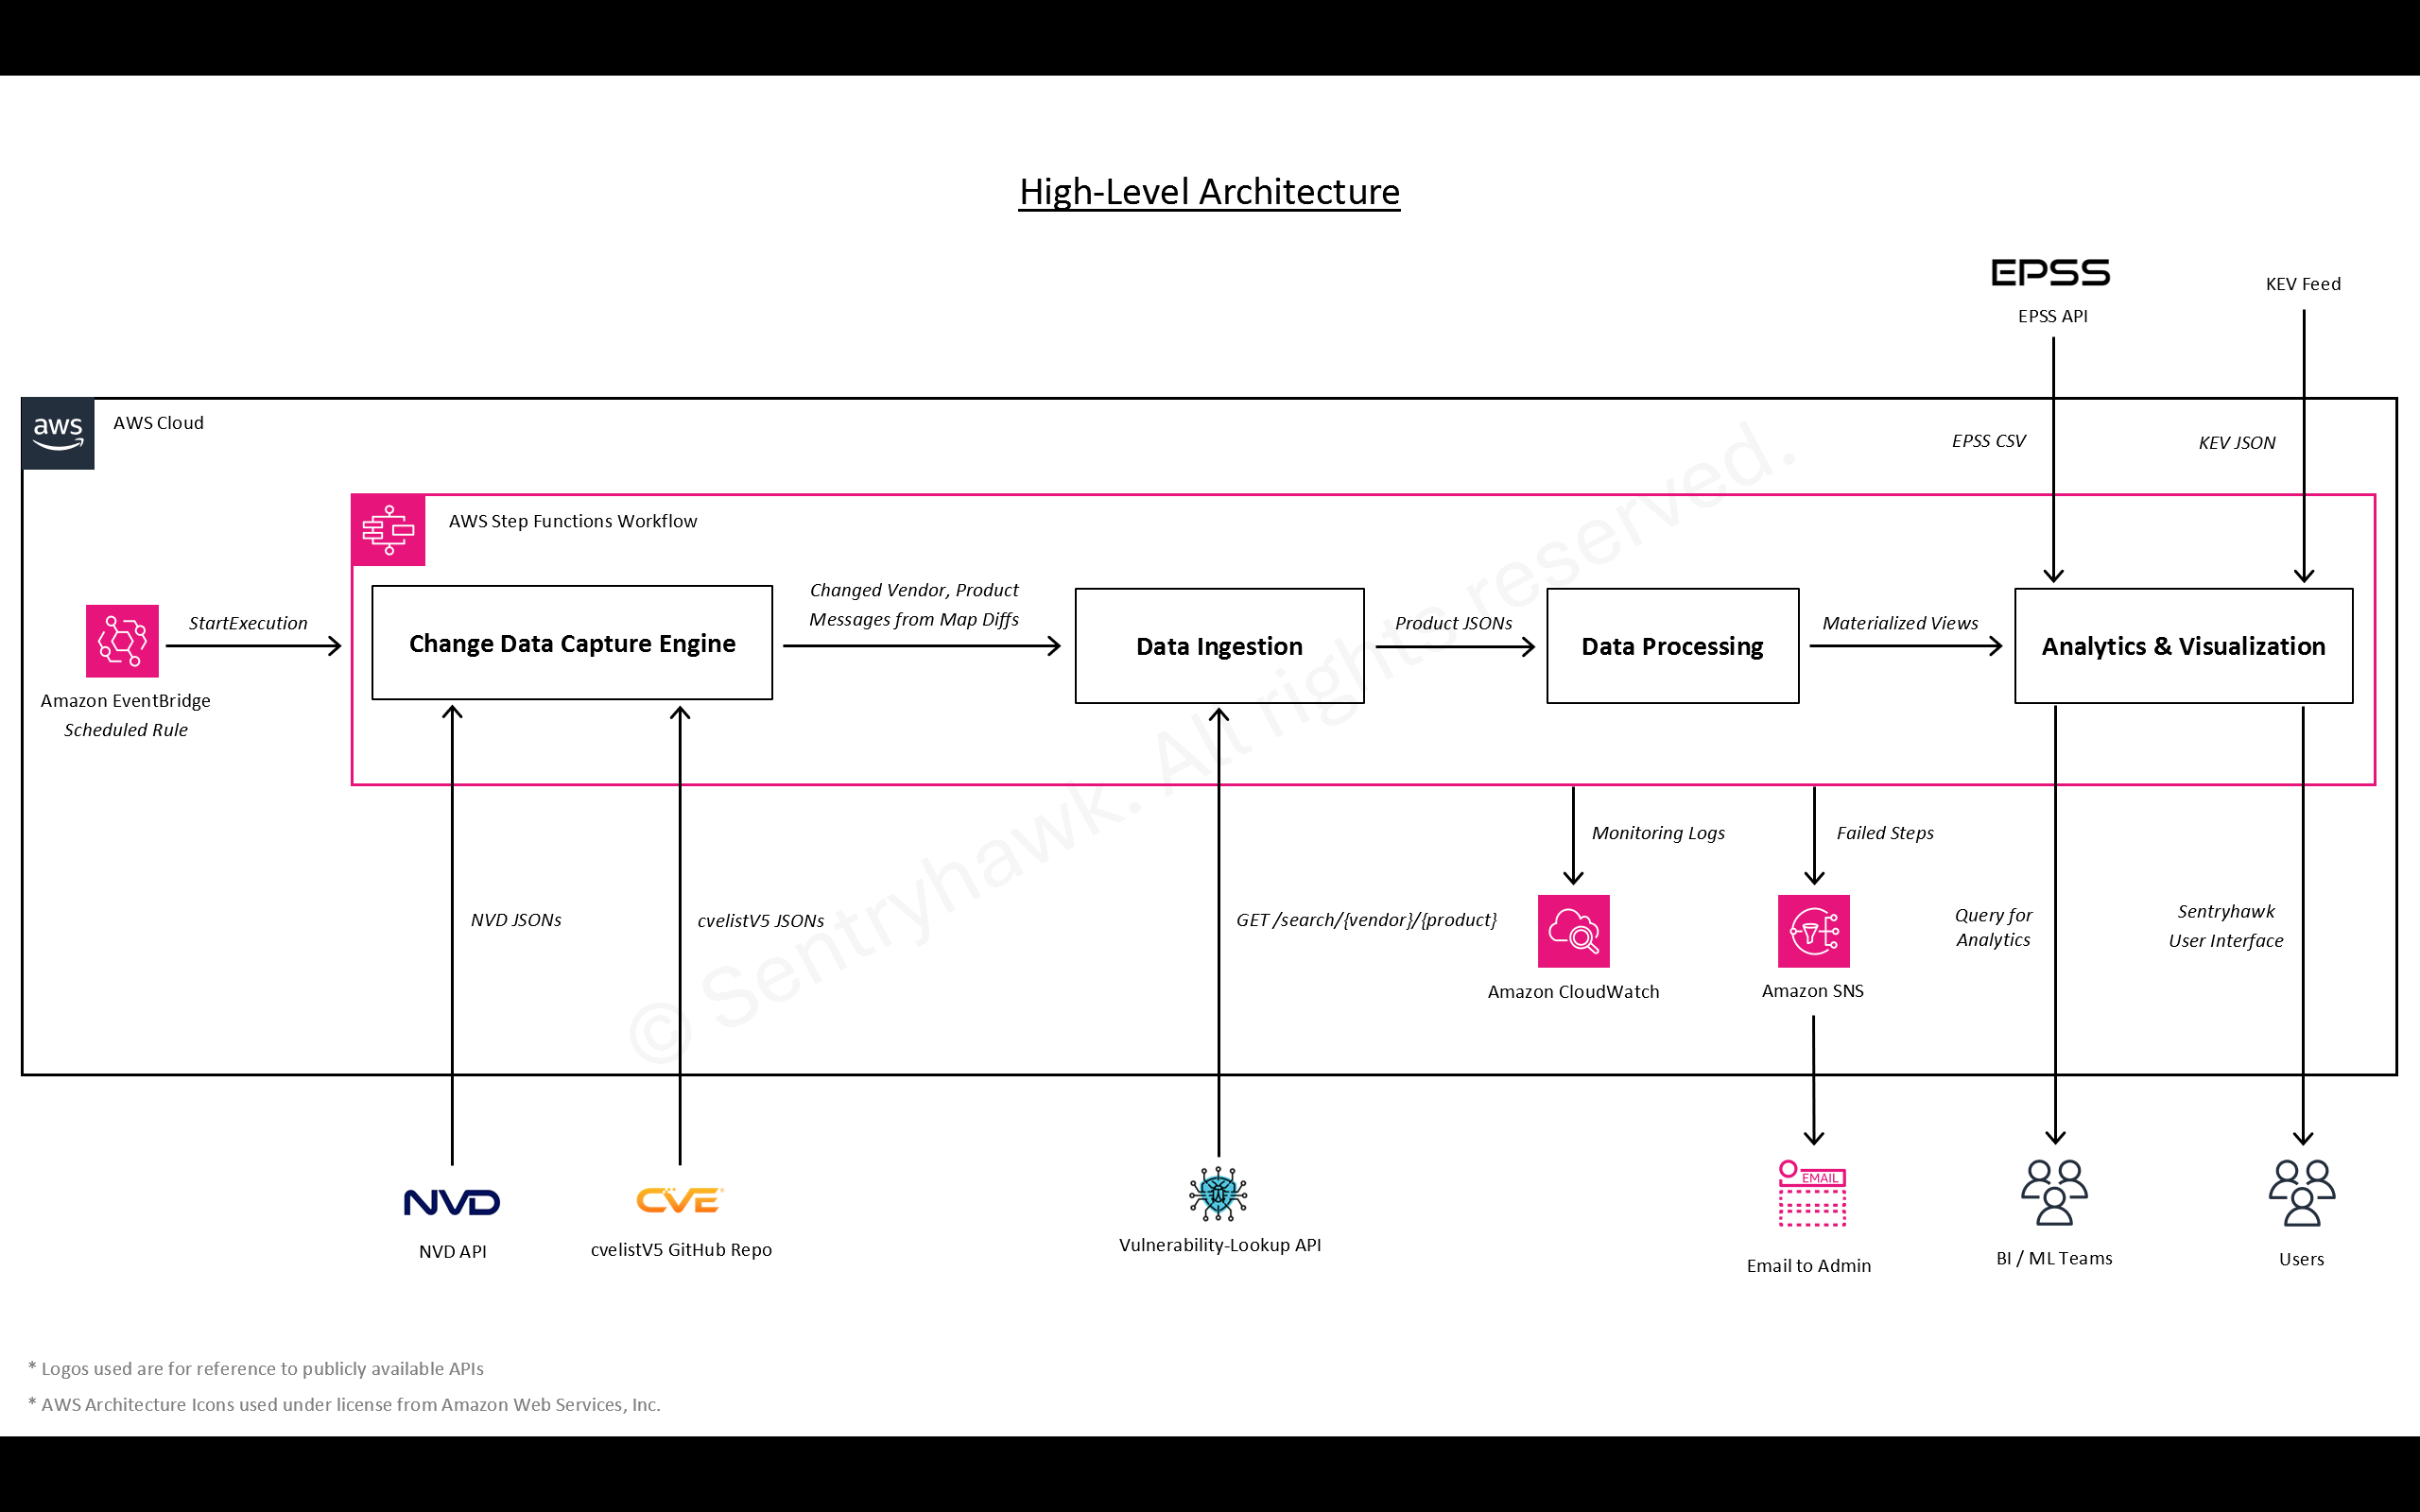 High-Level Architecture
EPSS
EPSS API
KEV Feed
aws
AWS Cloud
EPSS CSV
KEV JSON
AWS Step Functions Workflow
StartExecution
Amazon EventBridge
Scheduled Rule
Change Data Capture Engine
Changed Vendor, Product
Messages from Map Diffs
Data Ingestion
Product JSONs
Data Processing
Materialized Views
Analytics & Visualization
NVD JSONs
cvelistV5 JSONs
GET /search/{vendor}/{product}
Monitoring Logs
Failed Steps
Amazon CloudWatch
Amazon SNS
Query for
Analytics
Sentryhawk
User Interface
© Sentryhawk. All rights reserved.
NVD
NVD API
CVE
cvelistV5 GitHub Repo
Vulnerability-Lookup API
EMAIL
Email to Admin
BI / ML Teams
Users
* Logos used are for reference to publicly available APIs
* AWS Architecture Icons used under license from Amazon Web Services, Inc.